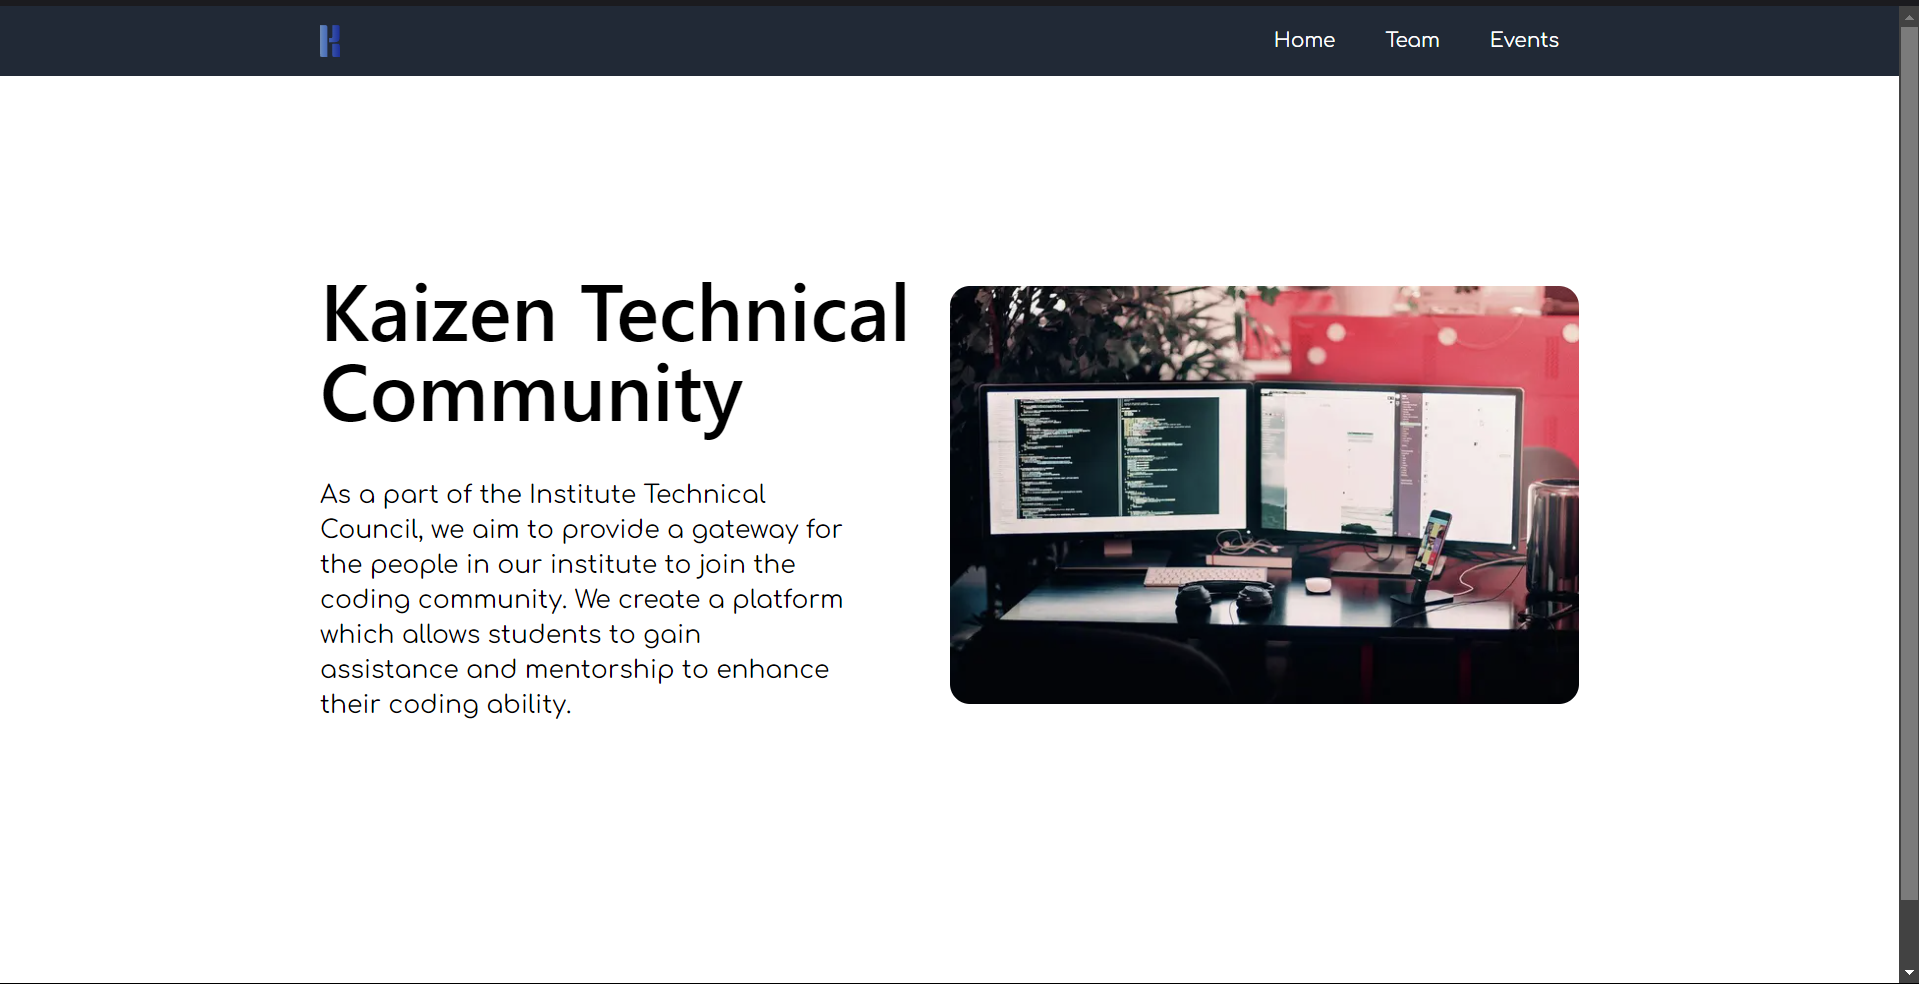 Home Team Events
Kaizen Technical
Community
As a part of the Institute Technical
Council, we aim to provide a gateway for
the people in our institute to join the
coding community. We create a platform
which allows students to gain
assistance and mentorship to enhance
their coding ability.